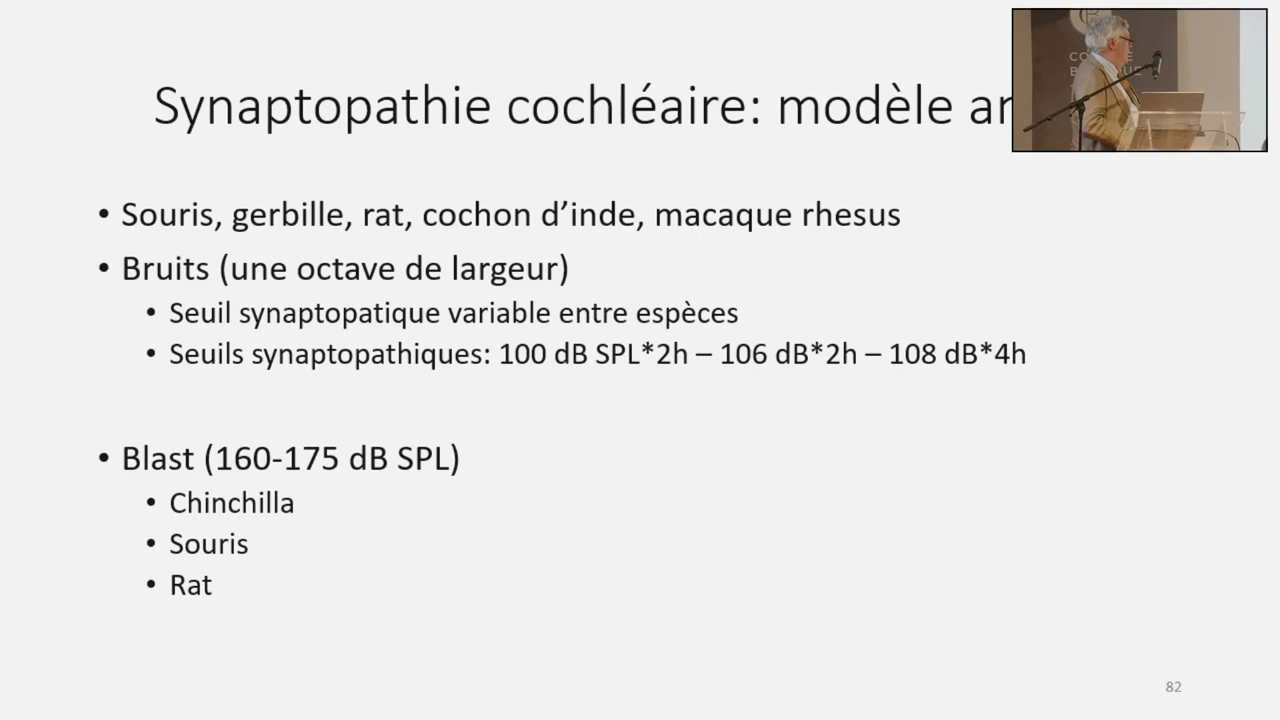 Synaptopathie cochléaire: modèle
• Souris, gerbille, rat, cochon d’inde, macaque rhesus
• Bruits (une octave de largeur)
• Seuil synaptopatique variable entre espèces
• Seuils synaptopathiques: 100 dB SPL*2h – 106 dB*2h – 108 dB*4h
• Blast (160-175 dB SPL)
• Chinchilla
• Souris
• Rat
82